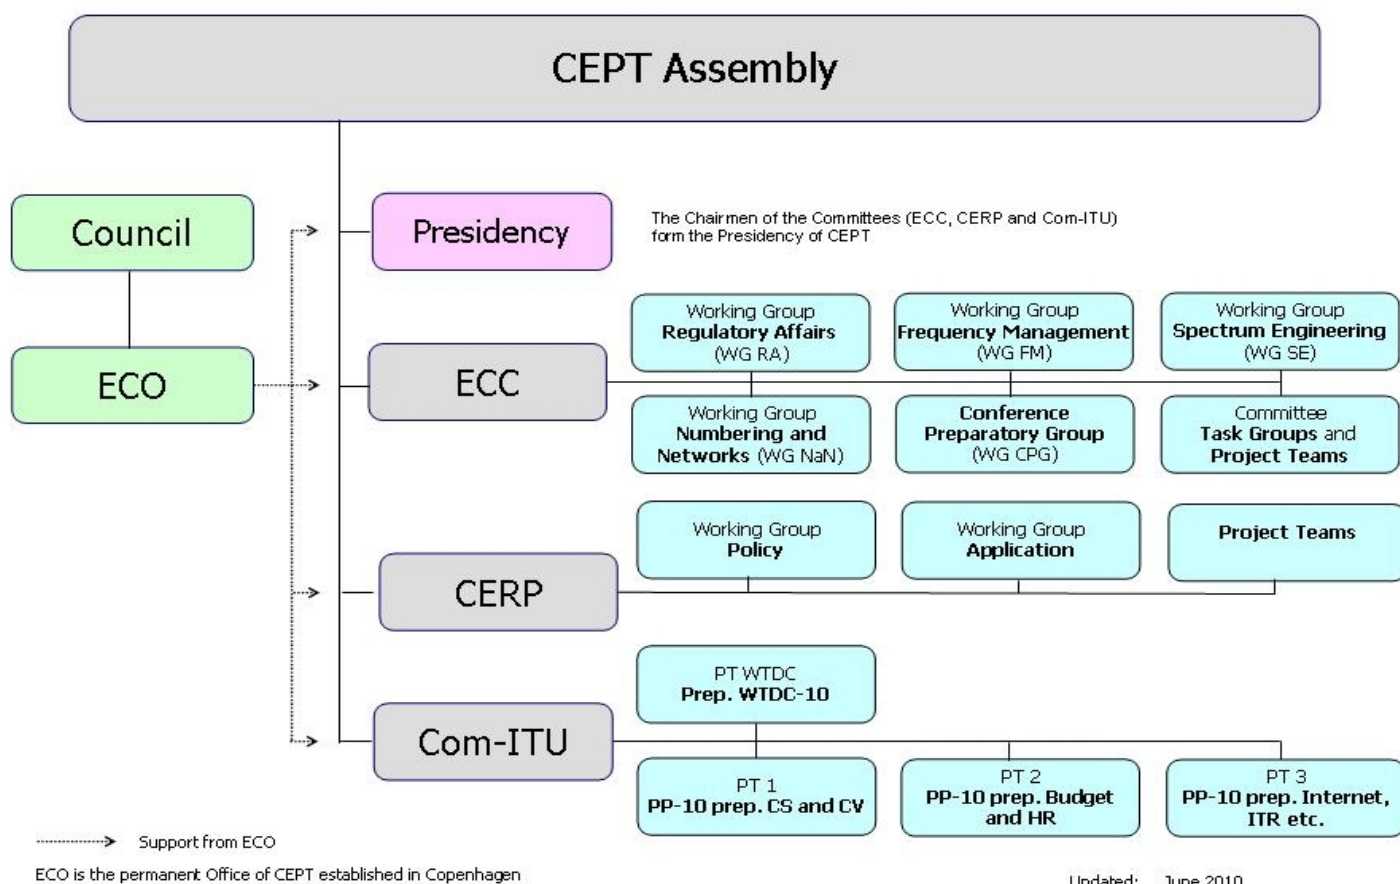 CEPT Assembly
Council
Presidency
The Chairmen of the Committees (ECC, CERP and Com-ITU)
form the Presidency of CEPT
ECO
ECC
Working Group
Regulatory Affairs
(WG RA)
Working Group
Frequency Management
(WG FM)
Working Group
Spectrum Engineering
(WG SE)
Working Group
Numbering and
Networks (WG NaN)
Conference
Preparatory Group
(WG CPG)
Committee
Task Groups and
Project Teams
CERP
Working Group
Policy
Working Group
Application
Project Teams
Com-ITU
PT WTDC
Prep. WTDC-10
PT 1
PP-10 prep. CS and CV
PT 2
PP-10 prep. Budget
and HR
PT 3
PP-10 prep. Internet,
ITR etc.
Support from ECO
ECO is the permanent Office of CEPT established in Copenhagen
Updated: June 2010